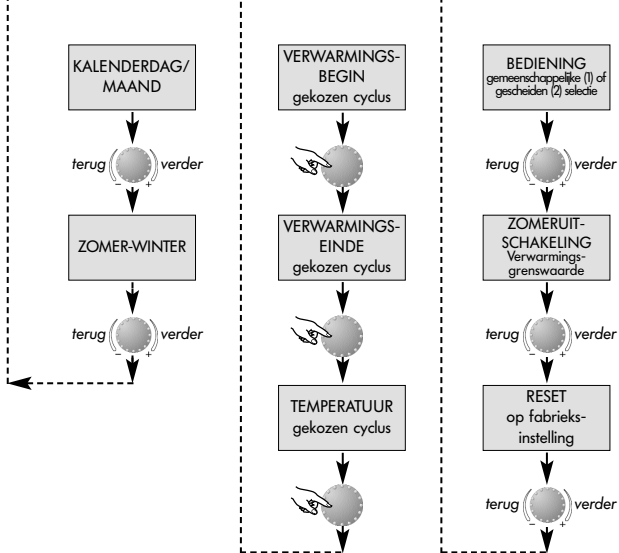 KALENDERDAG/
MAAND
terug
verder
- +
ZOMER-WINTER
terug
verder
- +
VERWARMINGS-
BEGIN
gekozen cyclus
VERWARMINGS-
EINDE
gekozen cyclus
TEMPERATUUR
gekozen cyclus
BEDIENING
gemeenschappelijke (1) of
gescheiden (2) selectie
terug
verder
- +
ZOMERUIT-
SCHAKELING
Verwarmings-
grenswaarde
terug
verder
- +
RESET
op fabrieks-
instelling
terug
verder
- +